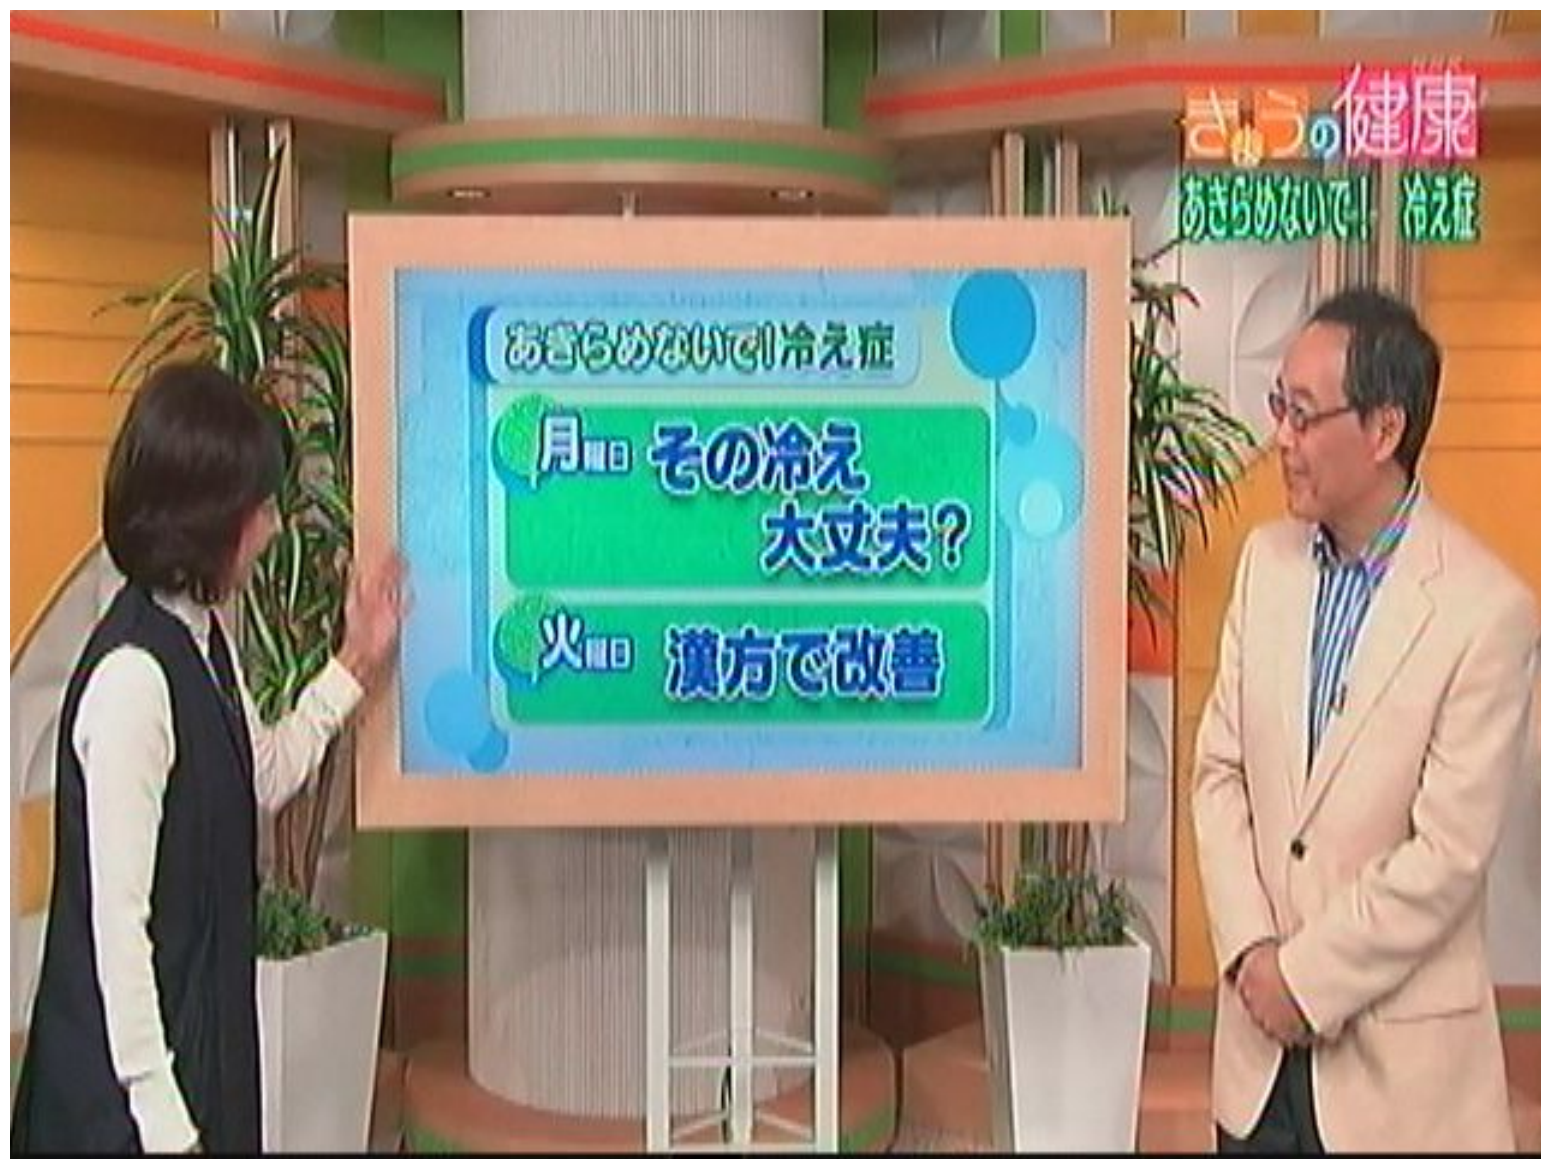 きょうの健康
あきらめないで! 冷え症
あきらめないで!冷え症
月曜日 その冷え
大丈夫?
火曜日 漢方で改善